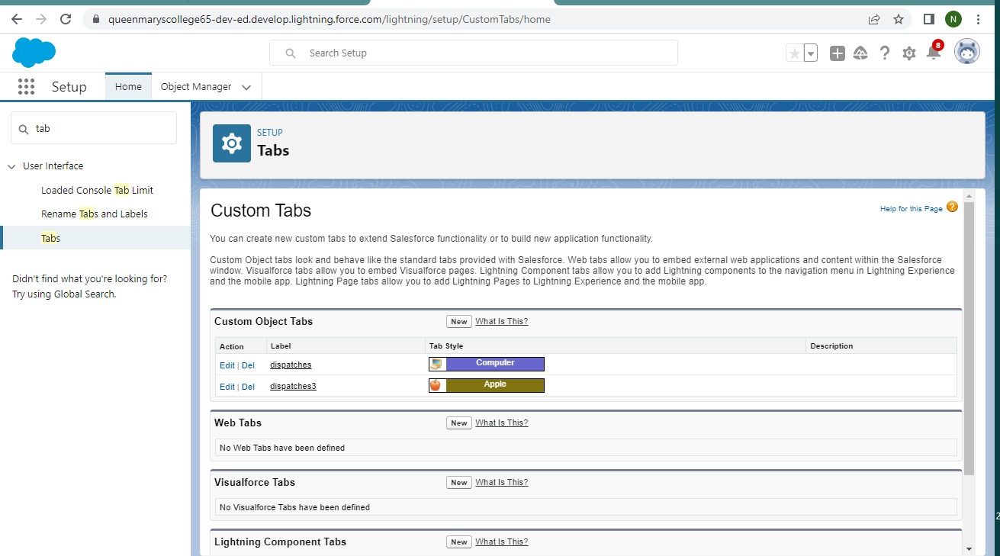 queenmaryscollege65-dev-ed.develop.lightning.force.com/lightning/setup/CustomTabs/home
N
Search Setup
8
Setup
Home
Object Manager
tab
User Interface
Loaded Console Tab Limit
Rename Tabs and Labels
Tabs
Didn't find what you're looking for?
Try using Global Search.
SETUP
Tabs
Custom Tabs
Help for this Page ?
You can create new custom tabs to extend Salesforce functionality or to build new application functionality.
Custom Object tabs look and behave like the standard tabs provided with Salesforce. Web tabs allow you to embed external web applications and content within the Salesforce
window. Visualforce tabs allow you to embed Visualforce pages. Lightning Component tabs allow you to add Lightning components to the navigation menu in Lightning Experience
and the mobile app. Lightning Page tabs allow you to add Lightning Pages to Lightning Experience and the mobile app.
Custom Object Tabs New What Is This?
Action Label Tab Style Description
Edit | Del dispatches Computer
Edit | Del dispatches3 Apple
Web Tabs New What Is This?
No Web Tabs have been defined
Visualforce Tabs New What Is This?
No Visualforce Tabs have been defined
2
Lightning Component Tabs New What Is This?